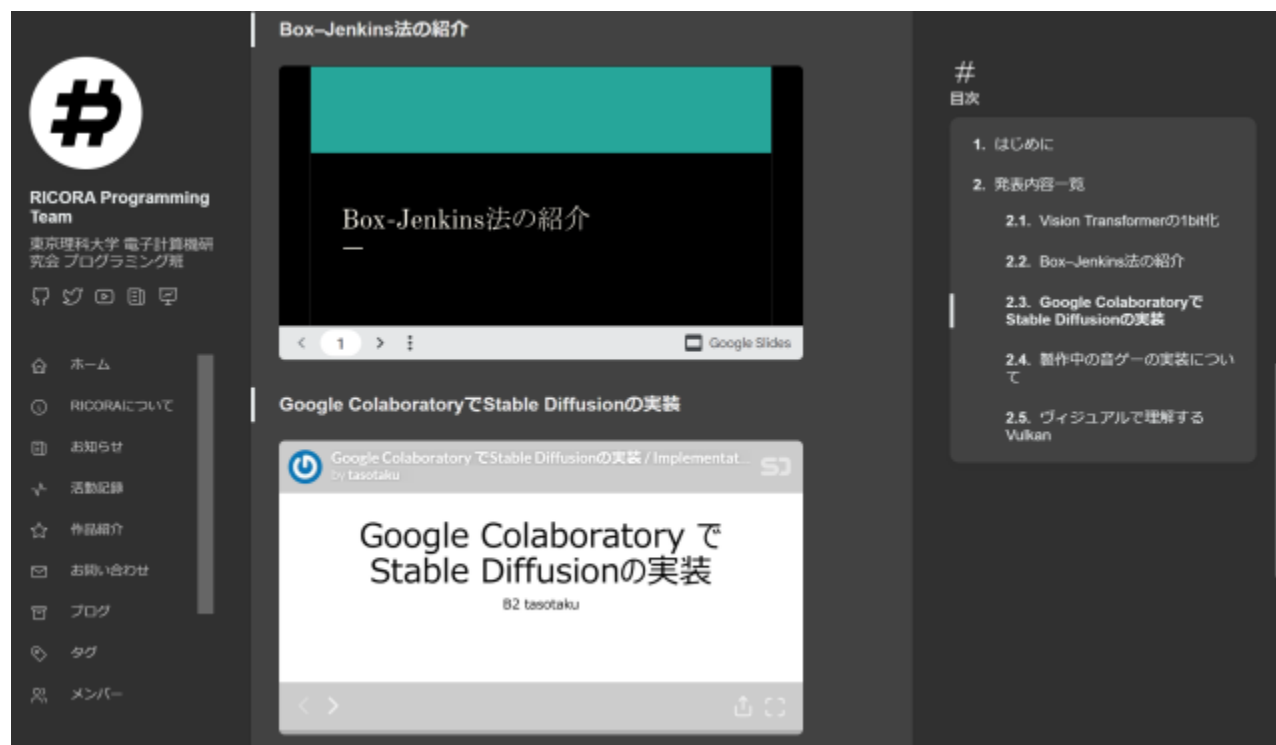 RICORA Programming
Team
東京理科大学 電子計算機研
究会 プログラミング班
ホーム
RICORAについて
お知らせ
活動記録
作品紹介
お問い合わせ
ブログ
タグ
メンバー
Box–Jenkins法の紹介
Box-Jenkins法の紹介
1
Google Slides
Google ColaboratoryでStable Diffusionの実装
Google Colaboratory でStable Diffusionの実装 / Implementat...
by tasotaku
Google Colaboratory で
Stable Diffusionの実装
B2 tasotaku
#
目次
1. はじめに
2. 発表内容一覧
2.1. Vision Transformerの1bit化
2.2. Box–Jenkins法の紹介
2.3. Google Colaboratoryで
Stable Diffusionの実装
2.4. 製作中の音ゲーの実装につい
て
2.5. ヴィジュアルで理解する
Vulkan